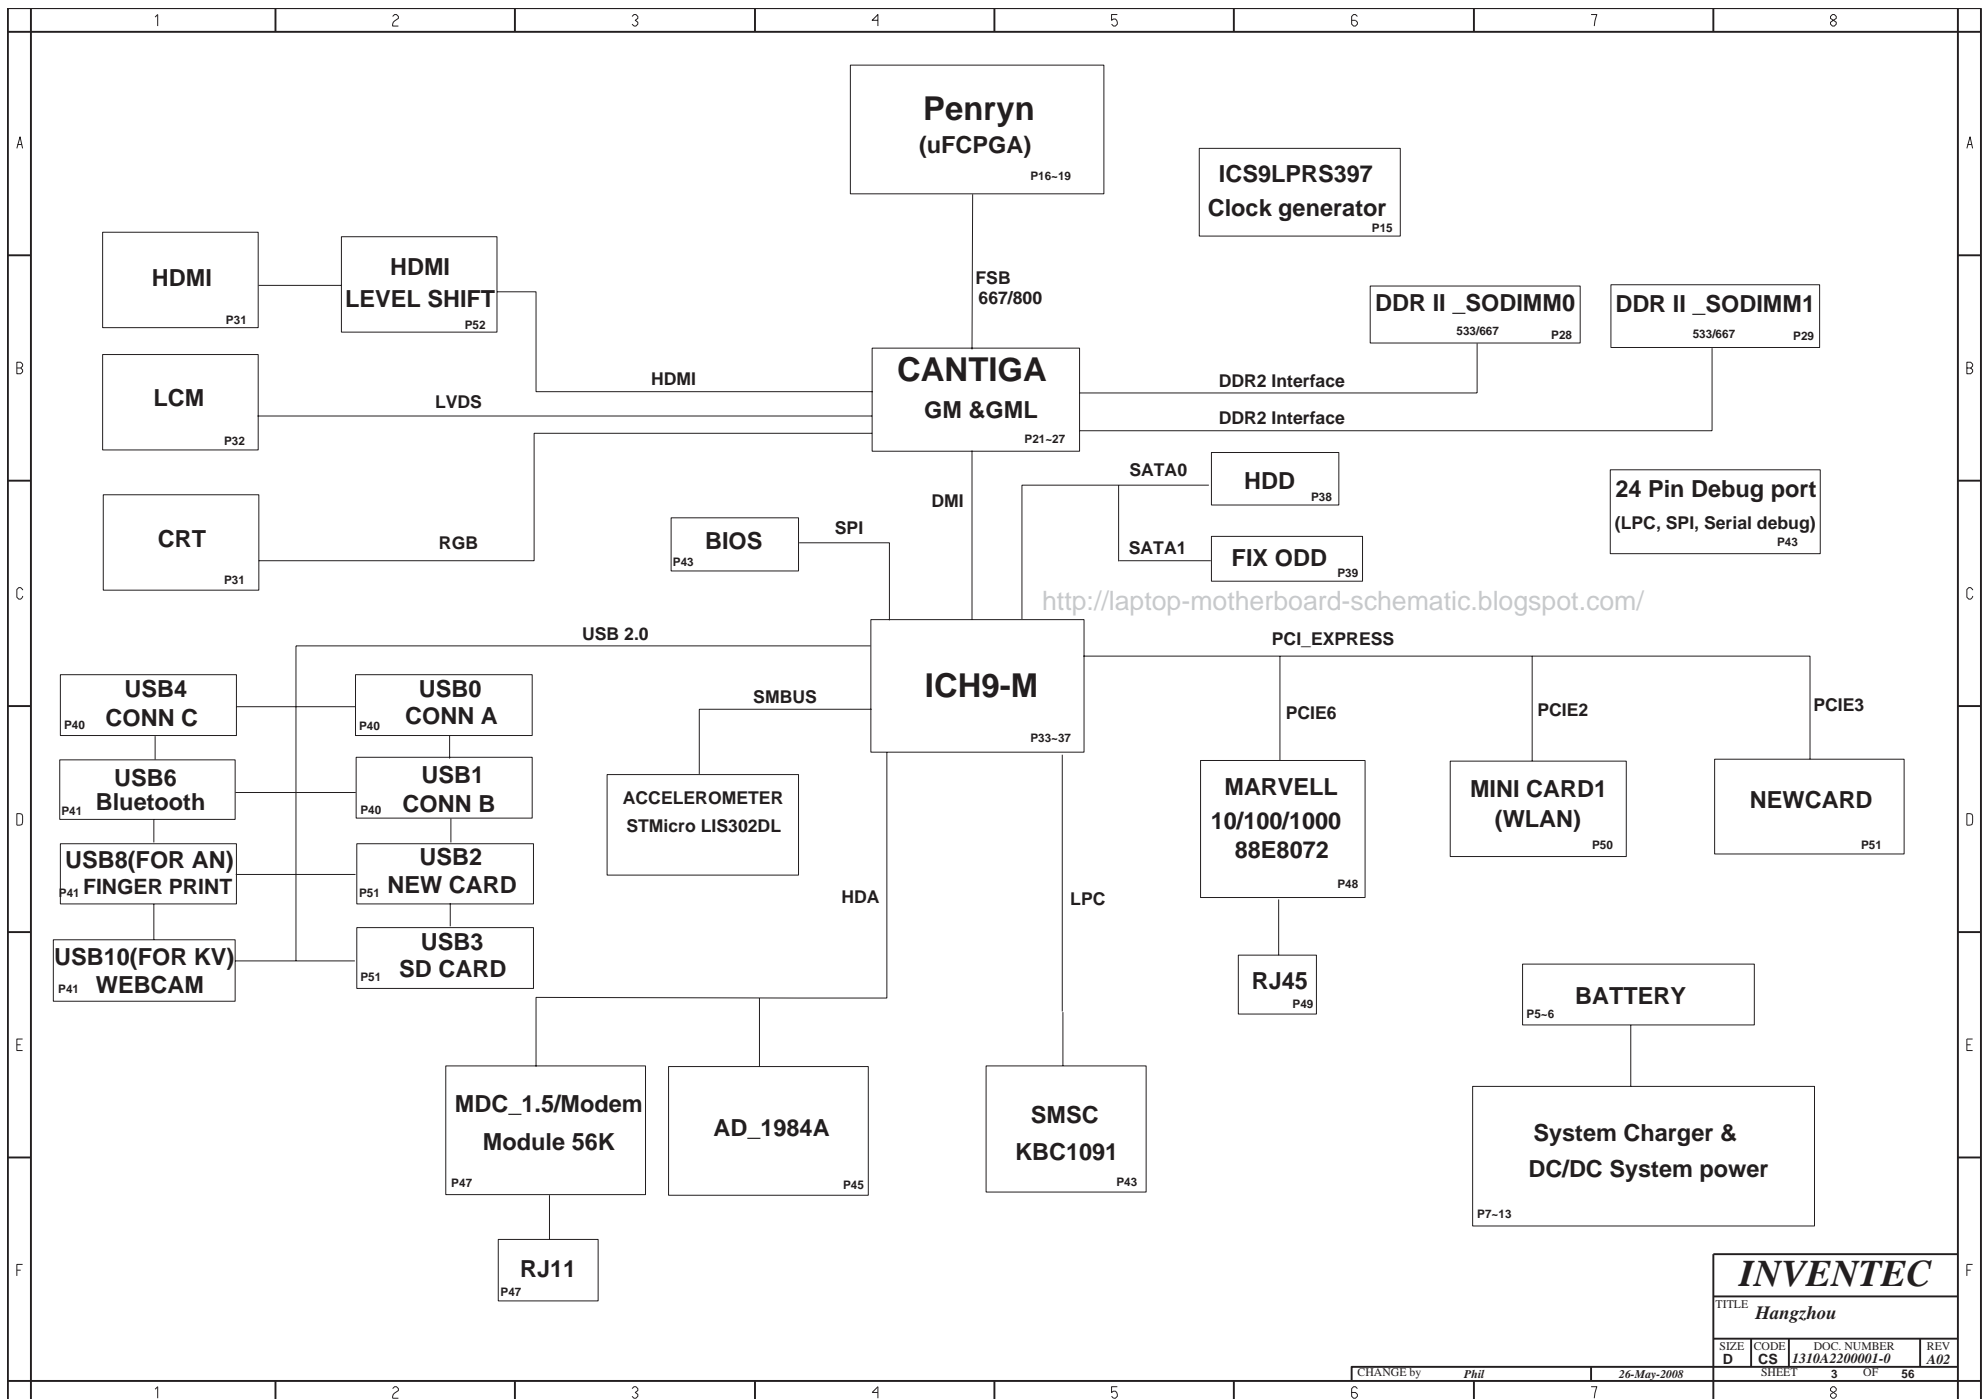 1 2 3 4 5 6 7 8
A A
B B
C C
D D
E E
F F
Penryn
(uFCPGA)
P16~19
ICS9LPRS397
Clock generator
P15
HDMI
P31
HDMI
LEVEL SHIFT
P52
FSB
667/800
DDR II _SODIMM0
533/667 P28
DDR II _SODIMM1
533/667 P29
LCM
P32
HDMI
LVDS
CANTIGA
GM &GML
P21~27
DDR2 Interface
DDR2 Interface
CRT
P31
RGB
BIOS
P43
SPI
DMI
SATA0
HDD
P38
SATA1
FIX ODD
P39
24 Pin Debug port
(LPC, SPI, Serial debug)
P43
http://laptop-motherboard-schematic.blogspot.com/
USB 2.0
ICH9-M
P33~37
PCI_EXPRESS
SMBUS
PCIE6
PCIE2
PCIE3
USB4
CONN C
P40
USB0
CONN A
P40
USB6
Bluetooth
P41
USB1
CONN B
P40
USB8(FOR AN)
FINGER PRINT
P41
USB2
NEW CARD
P51
USB10(FOR KV)
WEBCAM
P41
USB3
SD CARD
P51
ACCELEROMETER
STMicro LIS302DL
HDA
LPC
MARVELL
10/100/1000
88E8072
P48
MINI CARD1
(WLAN)
P50
NEWCARD
P51
RJ45
P49
BATTERY
P5~6
MDC_1.5/Modem
Module 56K
P47
AD_1984A
P45
SMSC
KBC1091
P43
System Charger &
DC/DC System power
P7~13
RJ11
P47
INVENTEC
TITLE Hangzhou
SIZE CODE DOC. NUMBER REV
D CS 1310A2200001-0 A02
CHANGE by Phil 26-May-2008 SHEET 3 OF 56
1 2 3 4 5 6 7 8